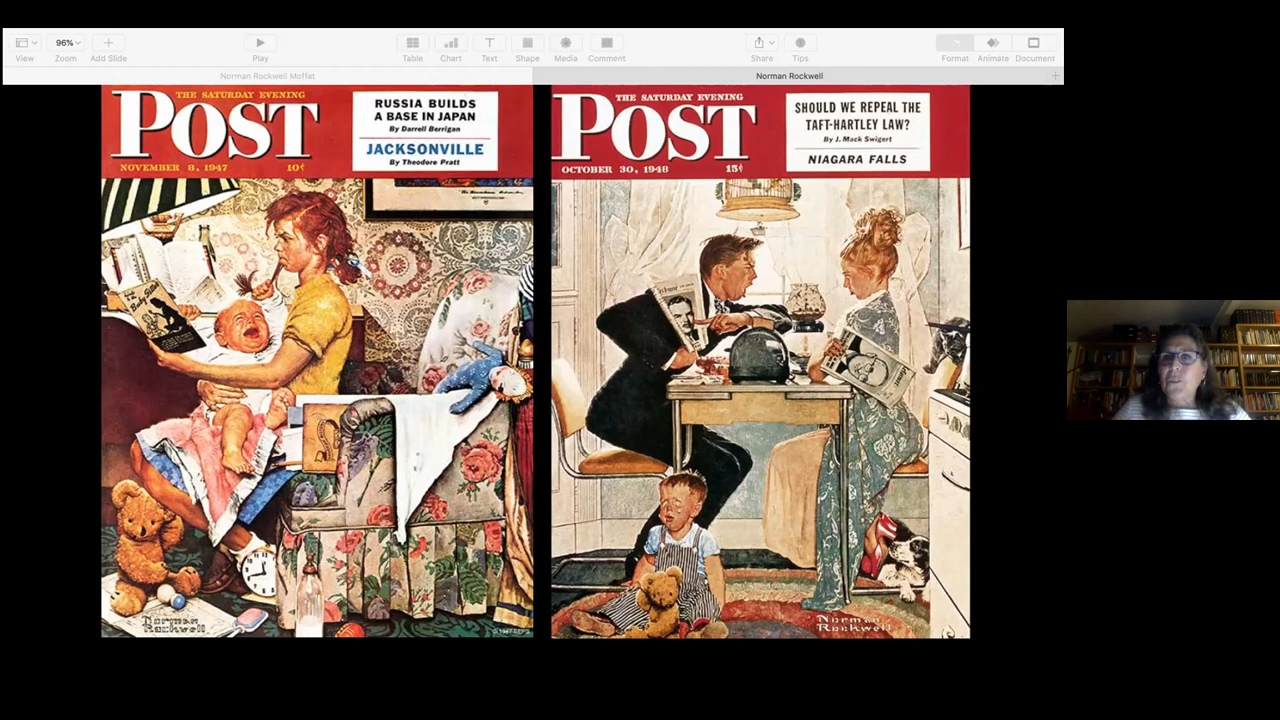 View
96%
Zoom
Add Slide
Play
Table
Chart
Text
Shape
Media
Comment
Share
Tips
Format
Animate
Document
Norman Rockwell Moffat
Norman Rockwell
THE SATURDAY EVENING
POST
NOVEMBER 8, 1947
10¢
RUSSIA BUILDS
A BASE IN JAPAN
By Darrell Berrigan
JACKSONVILLE
By Theodore Pratt
Norman
Rockwell
THE SATURDAY EVENING
POST
OCTOBER 30, 1948
15¢
SHOULD WE REPEAL THE
TAFT-HARTLEY LAW?
By J. Mack Swigert
NIAGARA FALLS
Norman
Rockwell